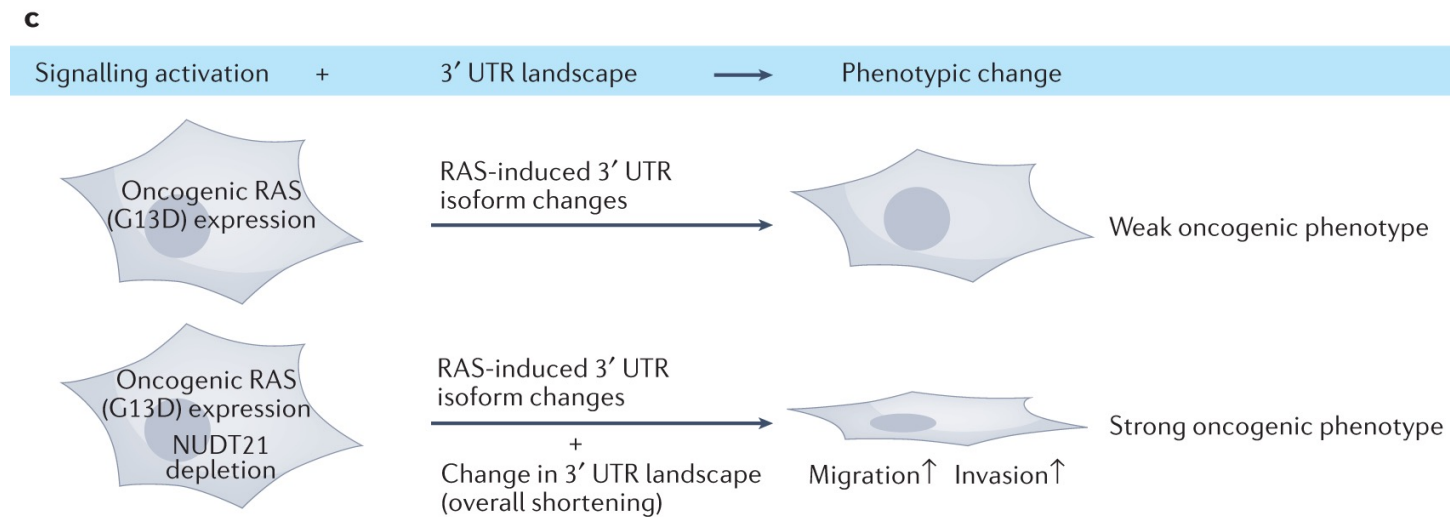 c
Signalling activation + 3′ UTR landscape → Phenotypic change
Oncogenic RAS
(G13D) expression
RAS-induced 3′ UTR
isoform changes
Weak oncogenic phenotype
Oncogenic RAS
(G13D) expression
NUDT21
depletion
RAS-induced 3′ UTR
isoform changes
+
Change in 3′ UTR landscape
(overall shortening)
Migration↑ Invasion↑
Strong oncogenic phenotype